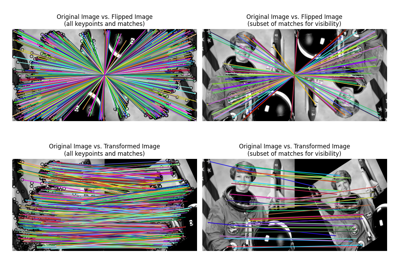 Original Image vs. Flipped Image
(all keypoints and matches)
Original Image vs. Flipped Image
(subset of matches for visibility)
Original Image vs. Transformed Image
(all keypoints and matches)
Original Image vs. Transformed Image
(subset of matches for visibility)